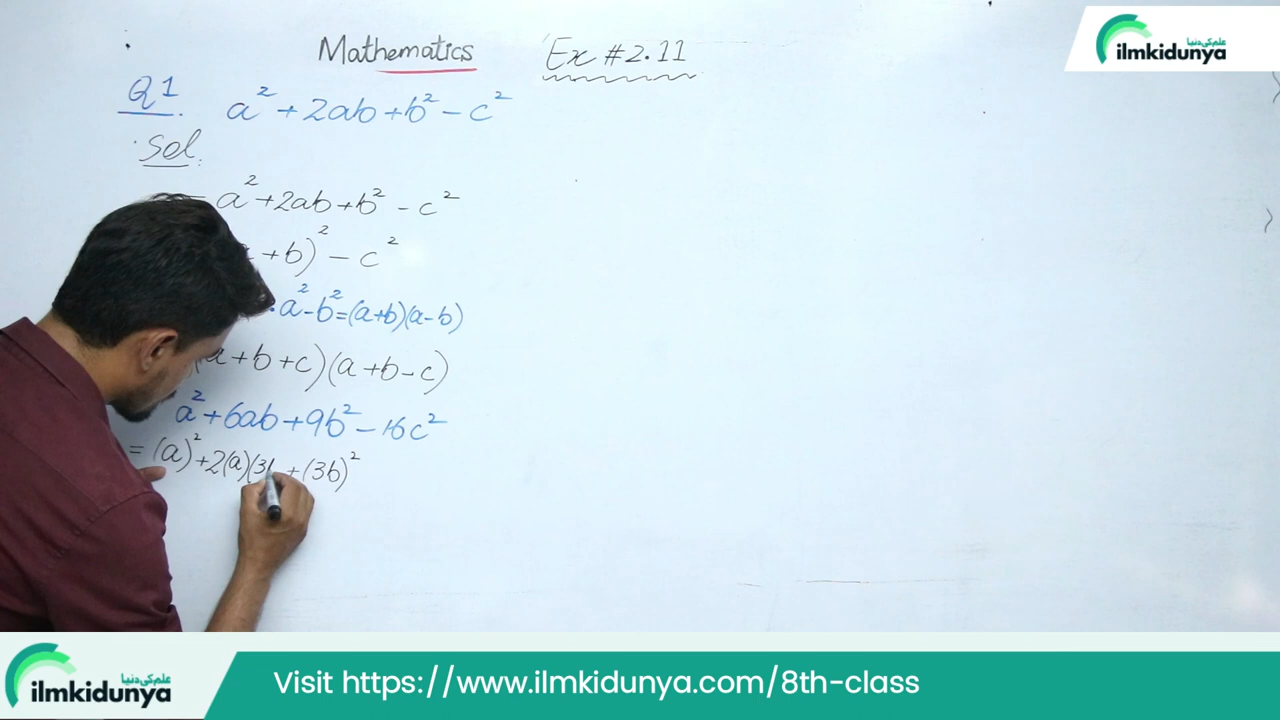 Mathematics Ex #2.11
علم کی دنیا
ilmkidunya
Q1 a² + 2ab + b² - c²
Sol.
= a² + 2ab + b² - c²
+ b)² - c²
a² - b² = (a+b)(a-b)
(a + b + c)(a + b - c)
a² + 6ab + 9b² - 16c²
= (a)² + 2(a)(3b + (3b)²
علم کی دنیا
ilmkidunya
Visit https://www.ilmkidunya.com/8th-class